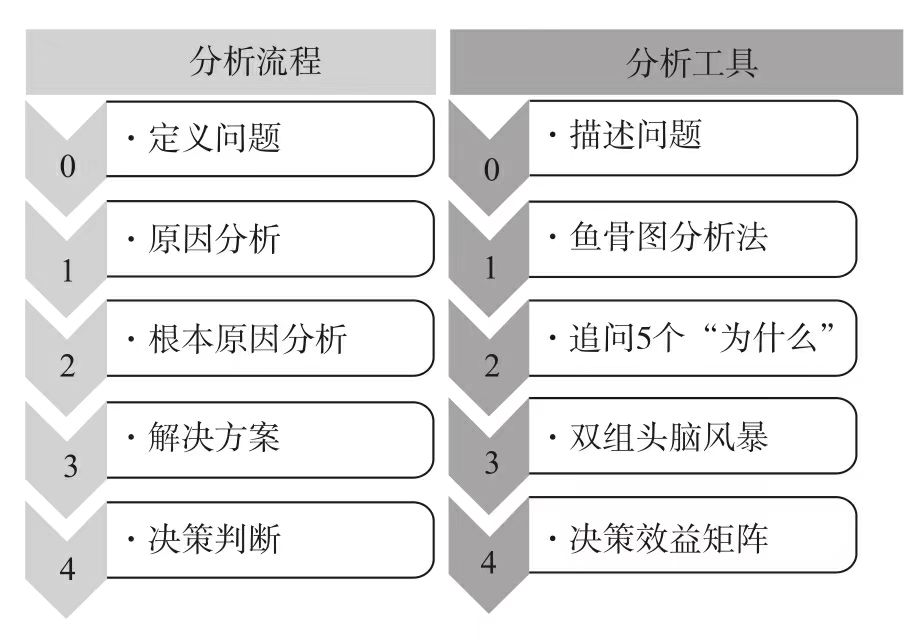 分析流程
0
·定义问题
1
·原因分析
2
·根本原因分析
3
·解决方案
4
·决策判断
分析工具
0
·描述问题
1
·鱼骨图分析法
2
·追问5个“为什么”
3
·双组头脑风暴
4
·决策效益矩阵